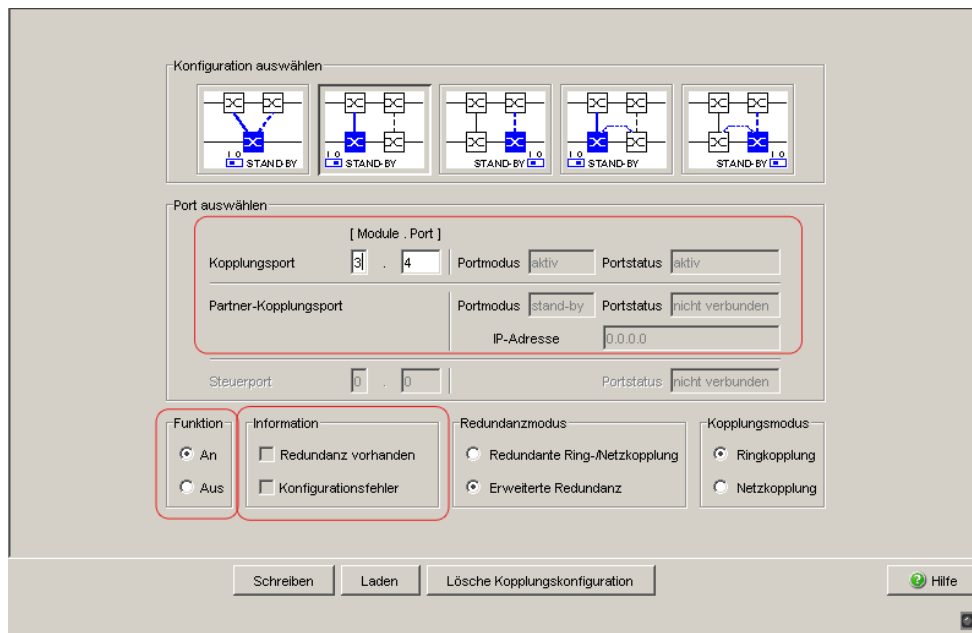 Konfiguration auswählen
I O STAND-BY
I O STAND-BY
STAND-BY I O
I O STAND-BY
STAND-BY I O
Port auswählen
[ Module . Port ]
Kopplungsport 3 . 4 Portmodus aktiv Portstatus aktiv
Partner-Kopplungsport Portmodus stand-by Portstatus nicht verbunden
IP-Adresse 0.0.0.0
Steuerport 0 . 0 Portstatus nicht verbunden
Funktion Information Redundanzmodus Kopplungsmodus
An Redundanz vorhanden Redundante Ring-/Netzkopplung Ringkopplung
Aus Konfigurationsfehler Erweiterte Redundanz Netzkopplung
Schreiben Laden Lösche Kopplungskonfiguration Hilfe